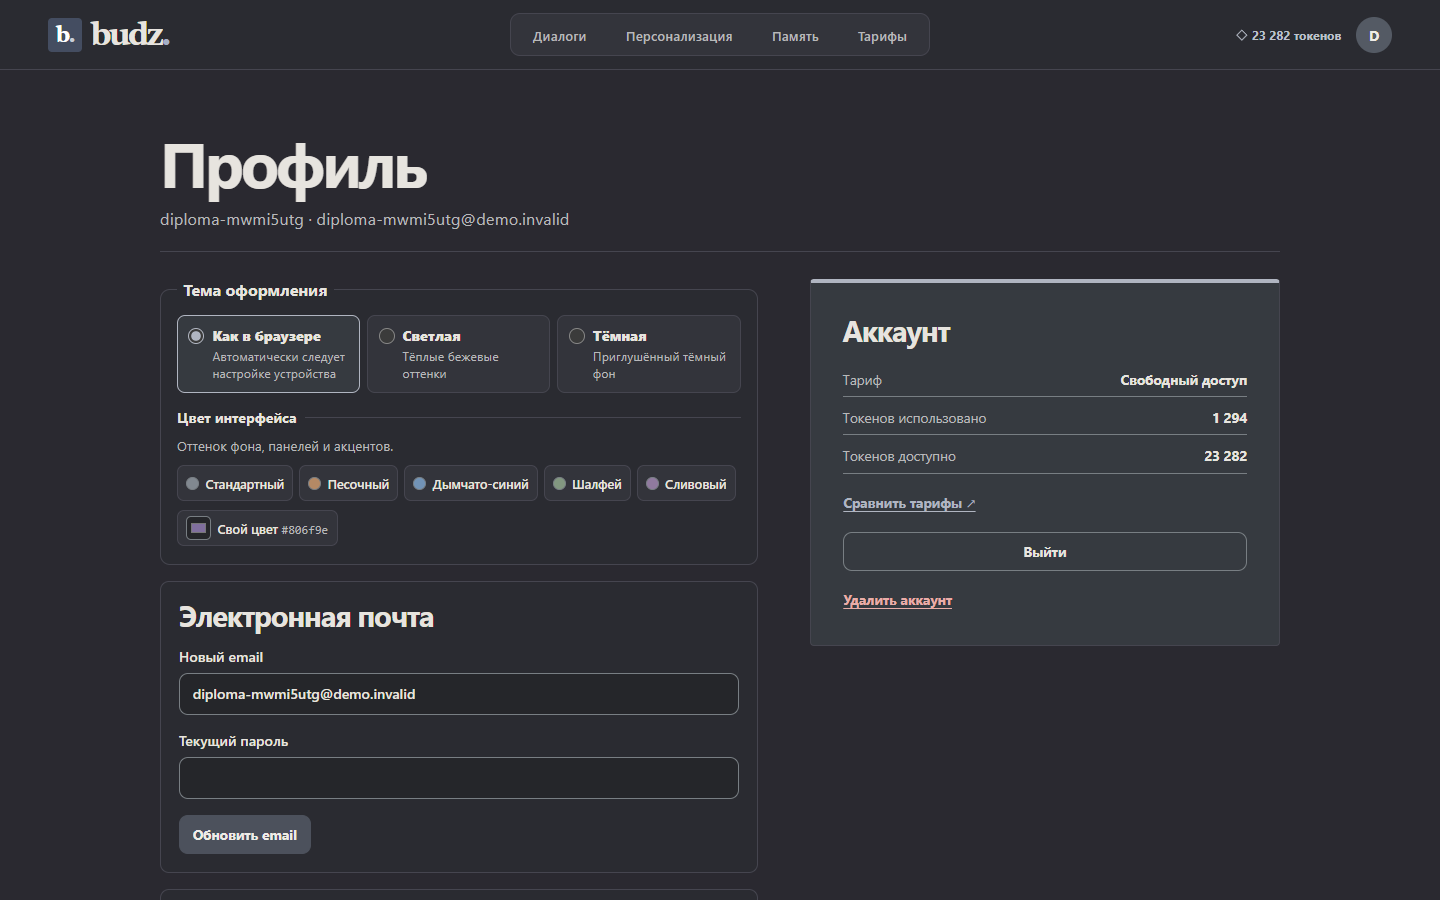 b. budz.
Диалоги
Персонализация
Память
Тарифы
23 282 токенов
D
Профиль
diploma-mwmi5utg · diploma-mwmi5utg@demo.invalid
Тема оформления
Как в браузере
Автоматически следует
настройке устройства
Светлая
Тёплые бежевые
оттенки
Тёмная
Приглушённый тёмный
фон
Цвет интерфейса
Оттенок фона, панелей и акцентов.
Стандартный
Песочный
Дымчато-синий
Шалфей
Сливовый
Свой цвет #806f9e
Электронная почта
Новый email
diploma-mwmi5utg@demo.invalid
Текущий пароль
Обновить email
Аккаунт
Тариф Свободный доступ
Токенов использовано 1 294
Токенов доступно 23 282
Сравнить тарифы ↗
Выйти
Удалить аккаунт